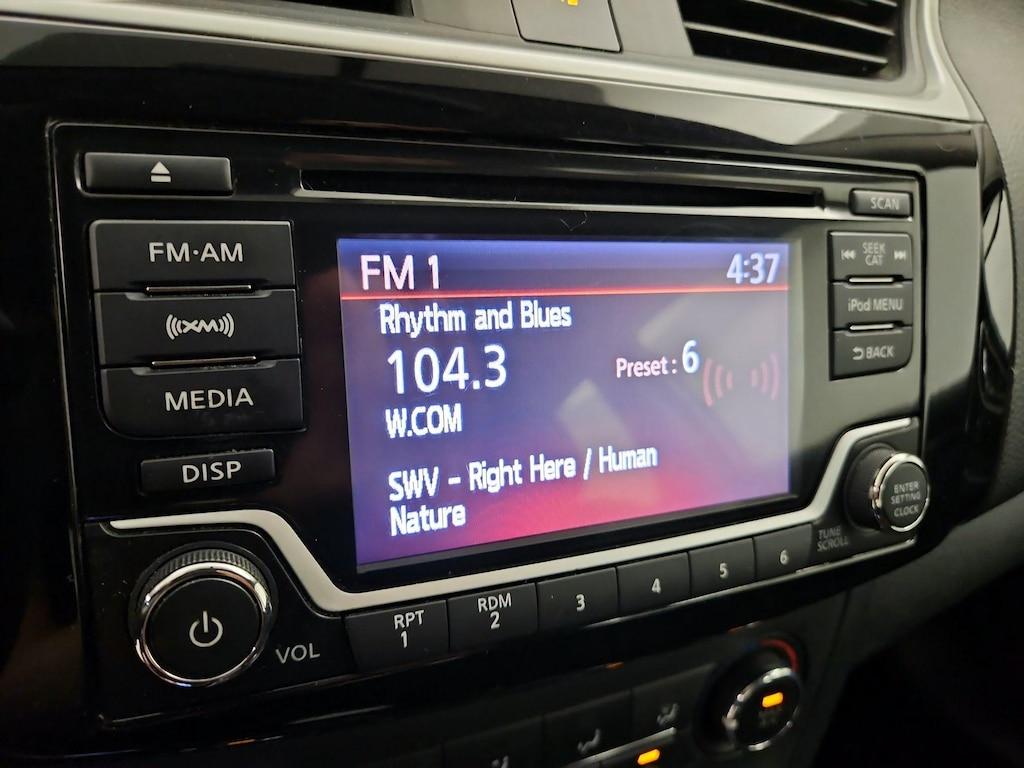 SCAN
FM·AM
SEEK
CAT
FM 1 4:37
Rhythm and Blues
iPod MENU
((XM))
104.3 Preset : 6
BACK
MEDIA
W.COM
DISP
SWV - Right Here / Human
Nature
ENTER
SETTING
CLOCK
TUNE
SCROLL
VOL
RPT
1
RDM
2
3
4
5
6